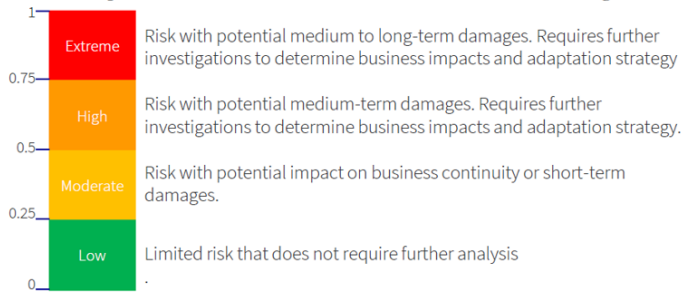 1
Extreme
Risk with potential medium to long-term damages. Requires further
investigations to determine business impacts and adaptation strategy
0.75
High
Risk with potential medium-term damages. Requires further
investigations to determine business impacts and adaptation strategy.
0.5
Moderate
Risk with potential impact on business continuity or short-term
damages.
0.25
Low
Limited risk that does not require further analysis
.
0